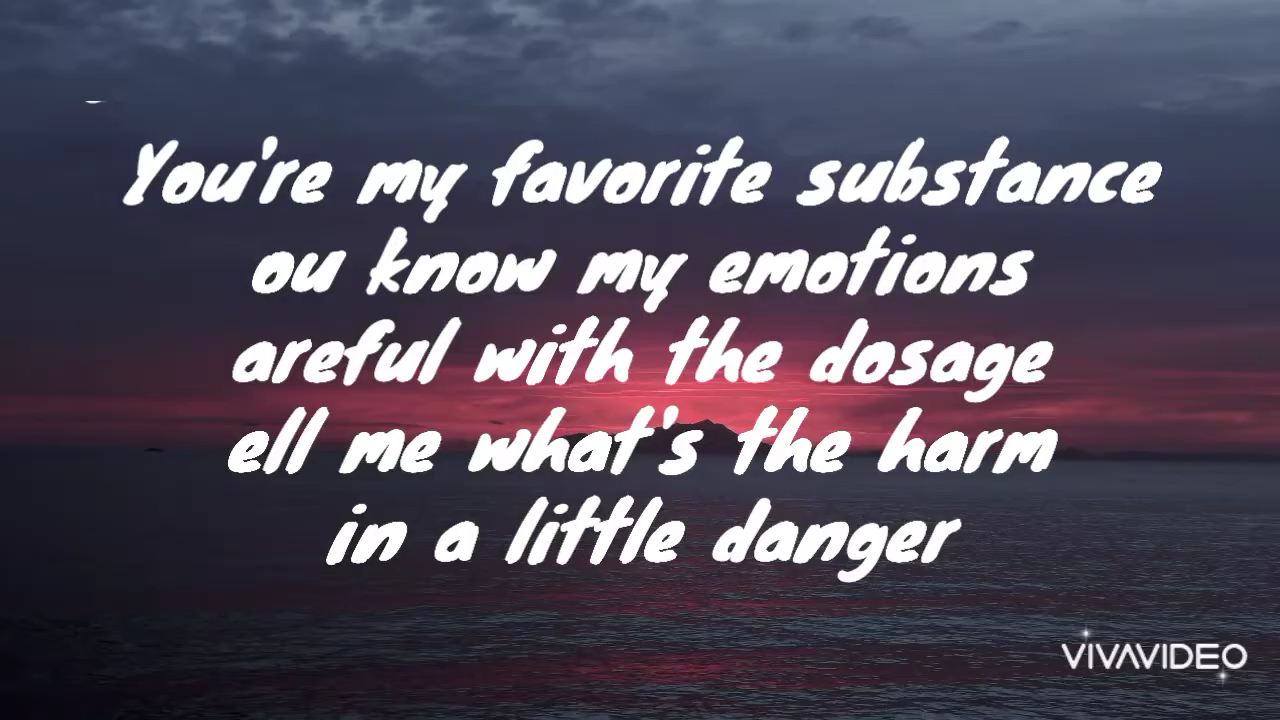 You're my favorite substance
ou know my emotions
areful with the dosage
ell me what's the harm
in a little danger
VIVAVIDEO